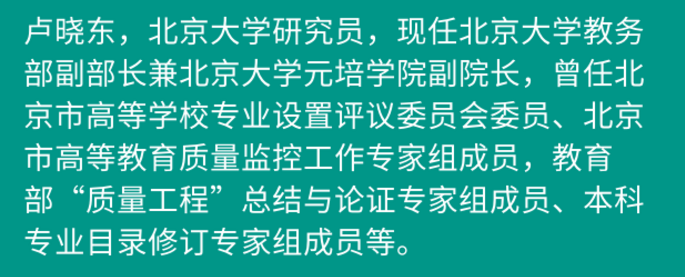 卢晓东，北京大学研究员，现任北京大学教务
部副部长兼北京大学元培学院副院长，曾任北
京市高等学校专业设置评议委员会委员、北京
市高等教育质量监控工作专家组成员，教育
部“质量工程”总结与论证专家组成员、本科
专业目录修订专家组成员等。